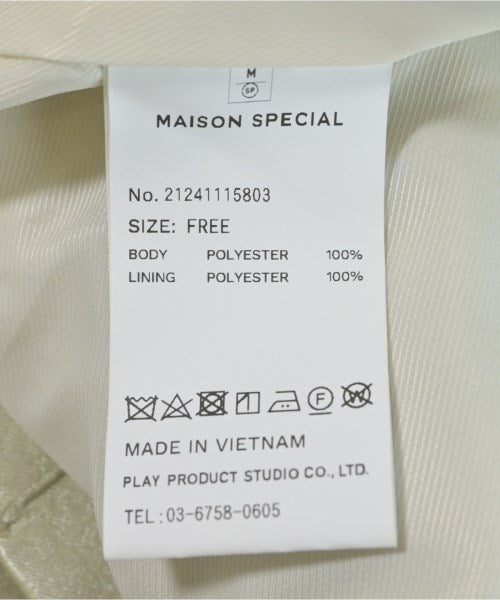 M
SP
MAISON SPECIAL
No. 21241115803
SIZE: FREE
BODY POLYESTER 100%
LINING POLYESTER 100%
F W
MADE IN VIETNAM
PLAY PRODUCT STUDIO CO., LTD.
TEL : 03-6758-0605